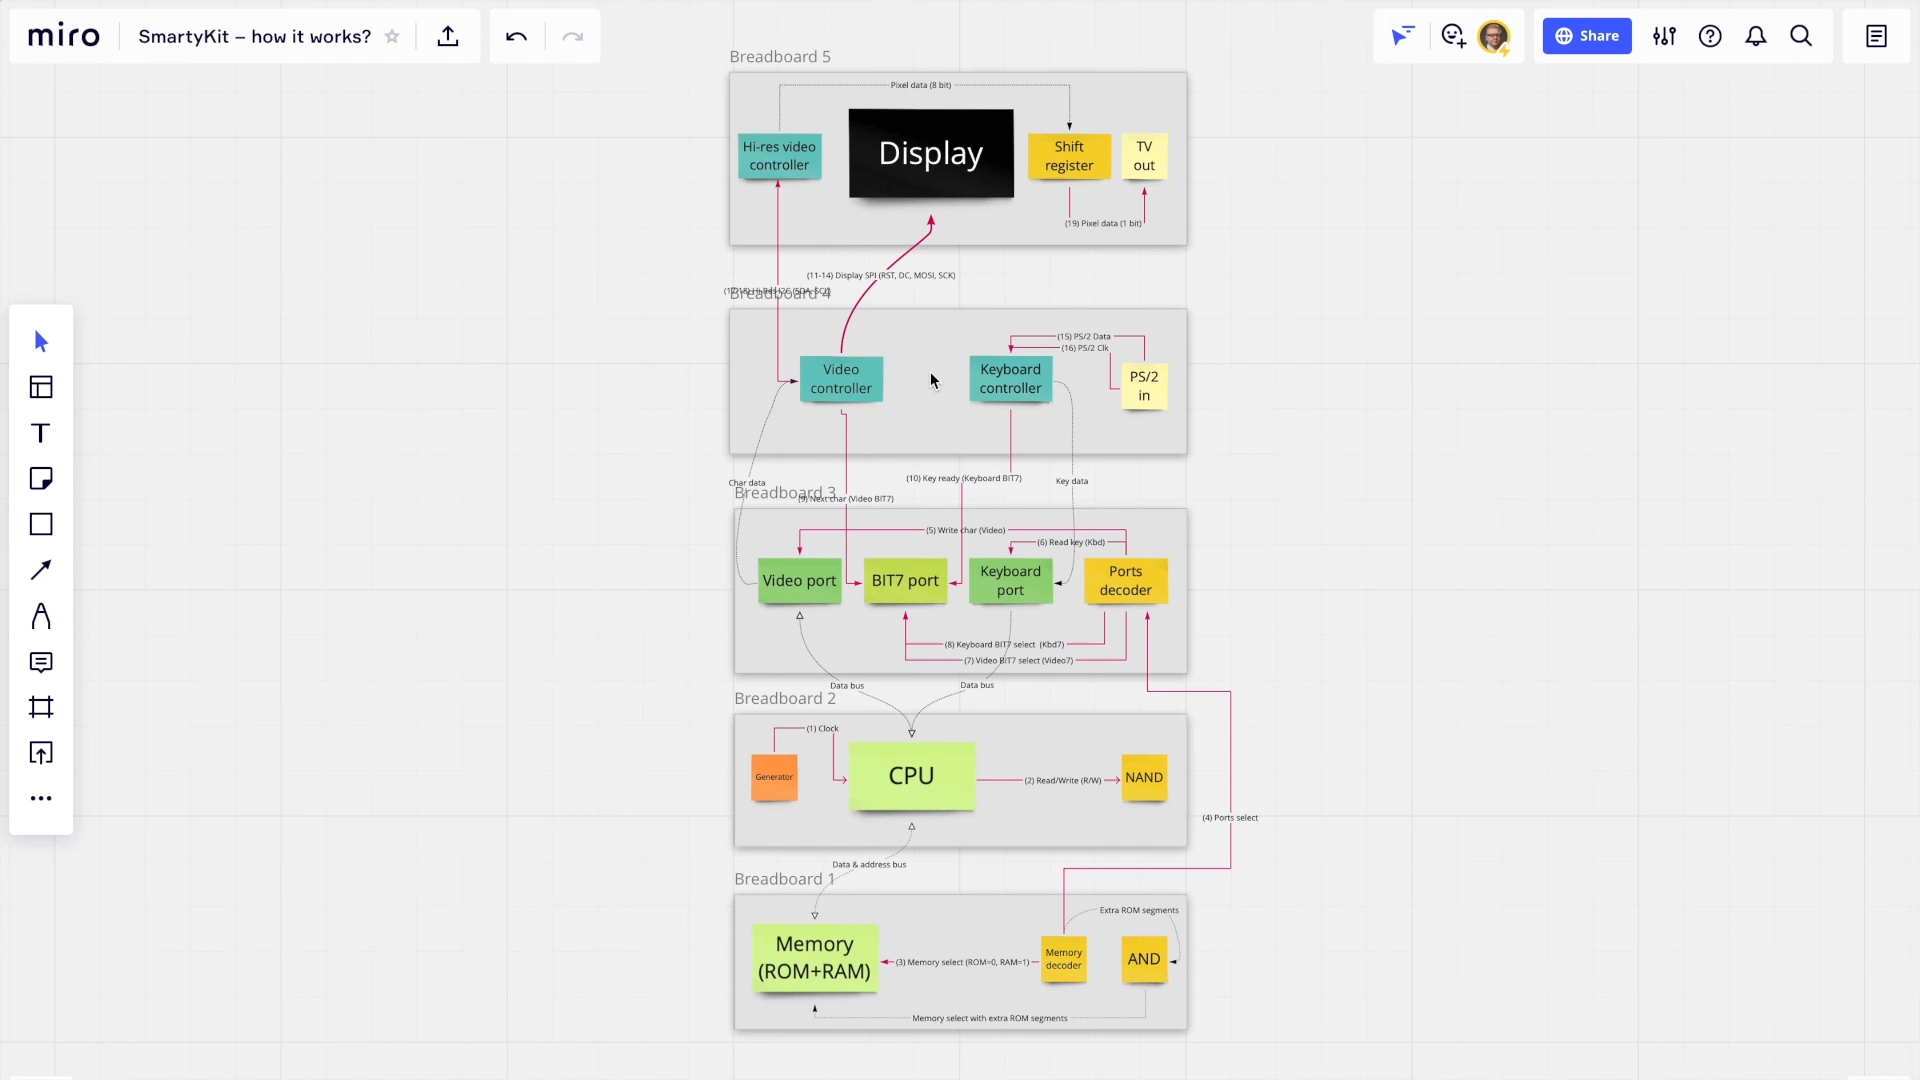 miro
SmartyKit – how it works?
Share
Breadboard 5
Pixel data (8 bit)
Hi-res video
controller
Display
Shift
register
TV
out
(19) Pixel data (1 bit)
(11-14) Display SPI (RST, DC, MOSI, SCK)
Breadboard 4
(15) PS/2 Data
(16) PS/2 Clk
Video
controller
Keyboard
controller
PS/2
in
Char data
(10) Key ready (Keyboard BIT7)
Key data
Breadboard 3
(9) Next char (Video BIT7)
(5) Write char (Video)
(6) Read key (Kbd)
Video port
BIT7 port
Keyboard
port
Ports
decoder
(8) Keyboard BIT7 select (Kbd7)
(7) Video BIT7 select (Video7)
Data bus
Data bus
Breadboard 2
(1) Clock
Generator
CPU
(2) Read/Write (R/W)
NAND
(4) Ports select
Data & address bus
Breadboard 1
Extra ROM segments
Memory
(ROM+RAM)
(3) Memory select (ROM=0, RAM=1)
Memory
decoder
AND
Memory select with extra ROM segments